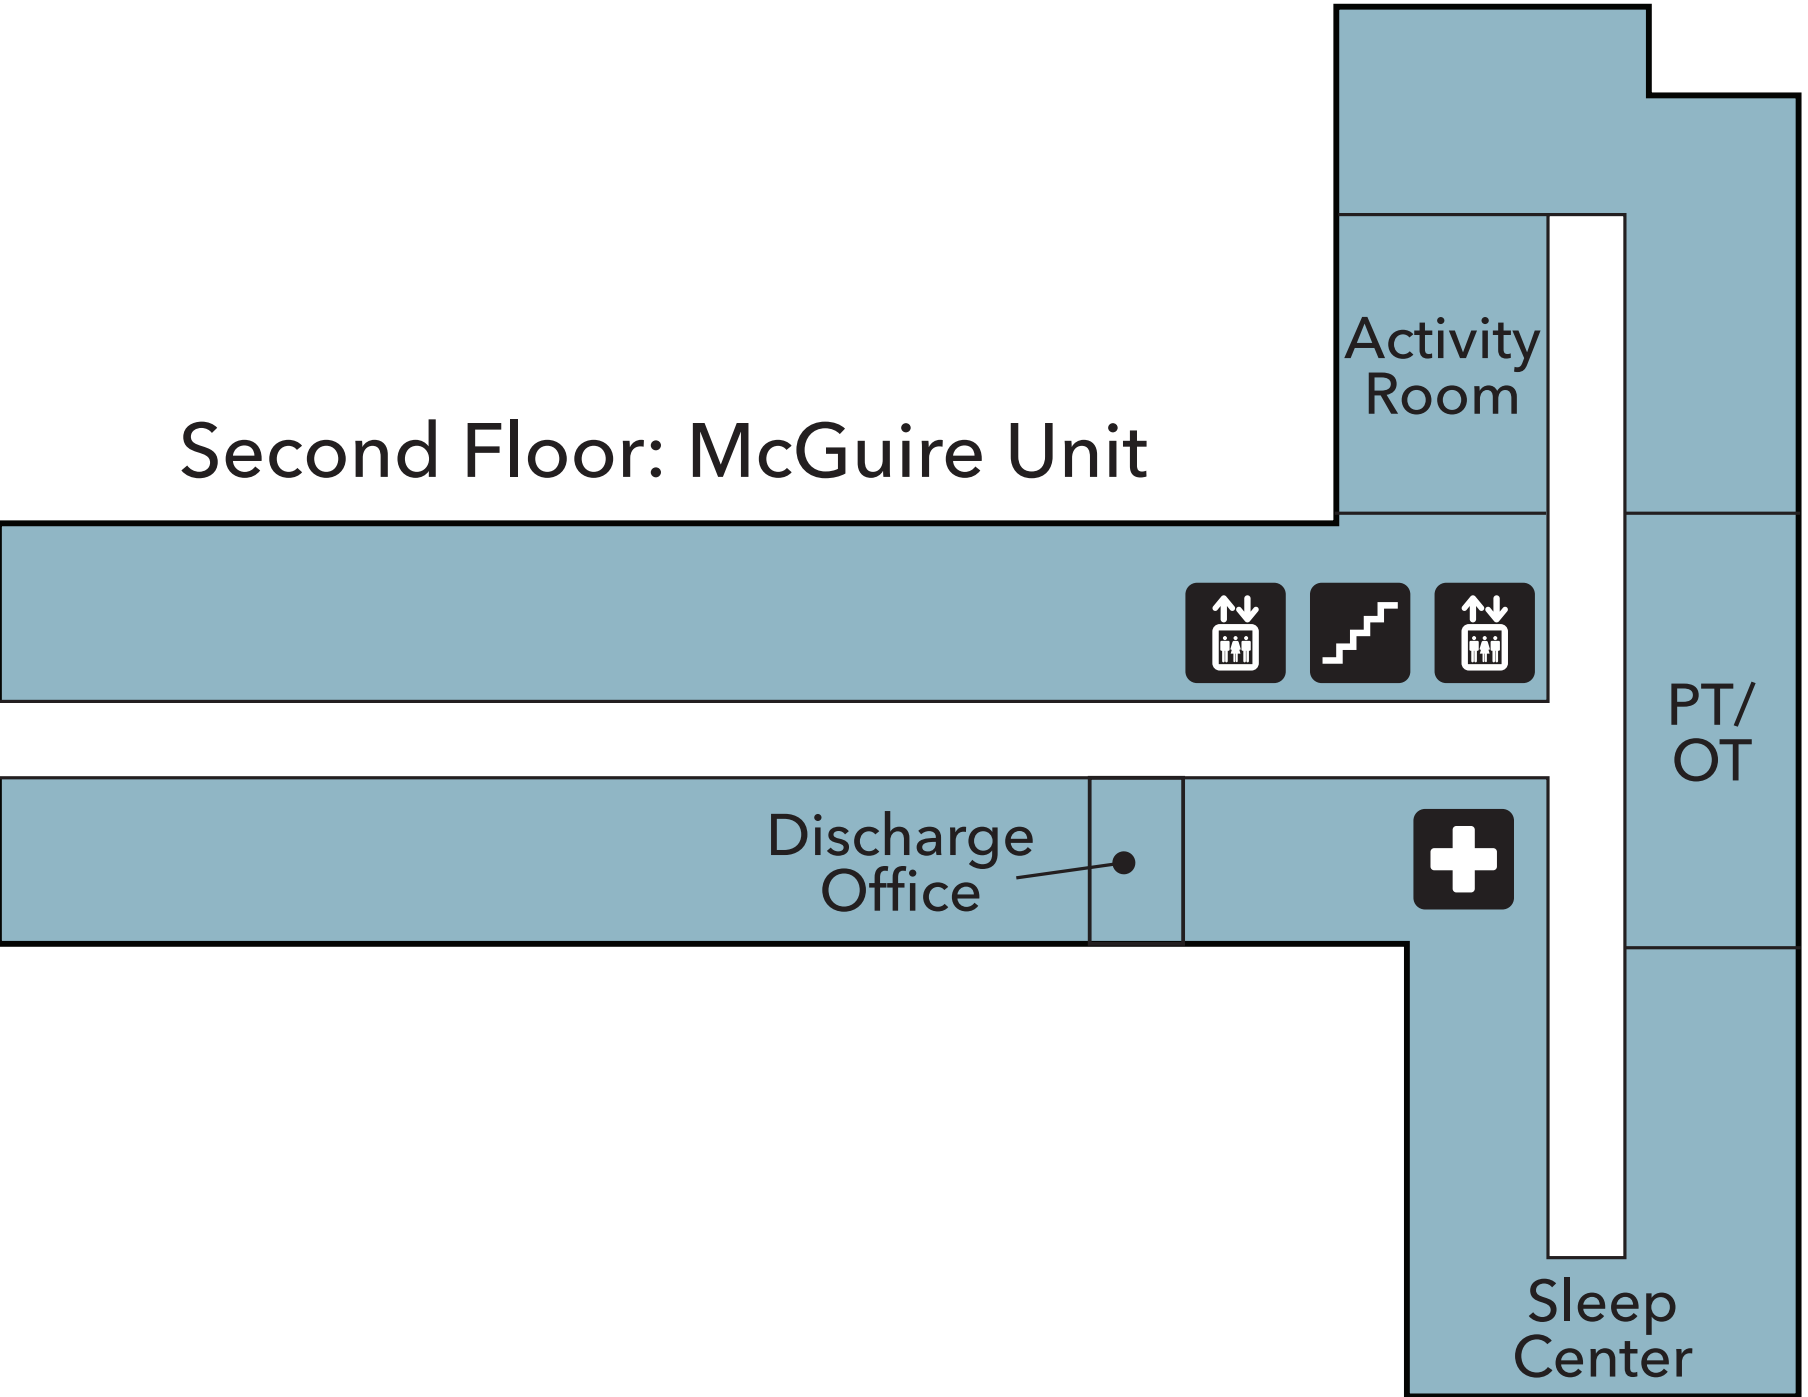 Activity
Room
Second Floor: McGuire Unit
PT/
OT
Discharge
Office
Sleep
Center